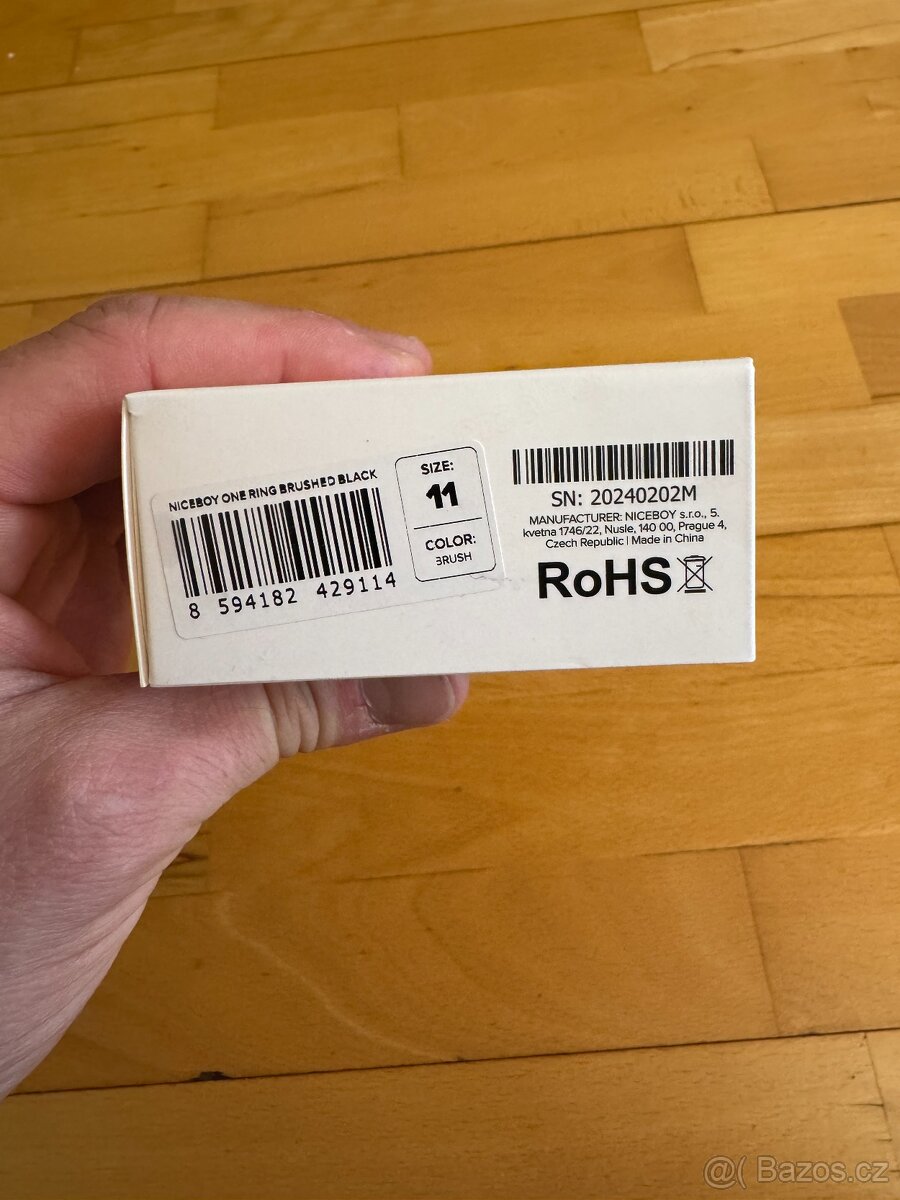 NICEBOY ONE RING BRUSHED BLACK
8 594182 429114
SIZE:
11
COLOR:
BRUSH
SN: 20240202M
MANUFACTURER: NICEBOY s.r.o., 5.
kvetna 1746/22, Nusle, 140 00, Prague 4,
Czech Republic | Made in China
RoHS
@( Bazos.cz